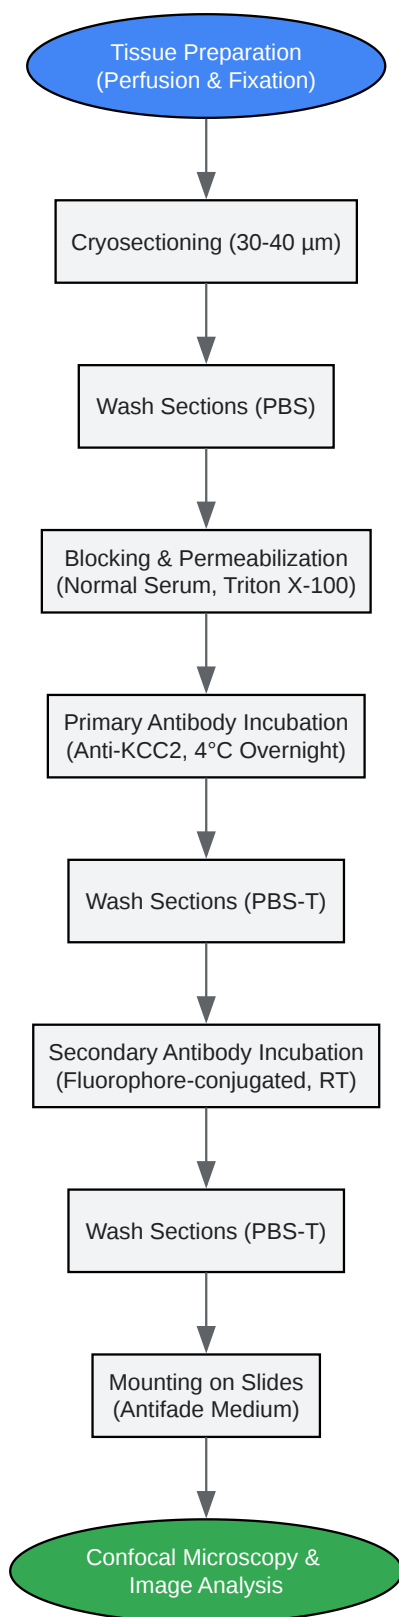 Tissue Preparation
(Perfusion & Fixation)
Cryosectioning (30-40 µm)
Wash Sections (PBS)
Blocking & Permeabilization
(Normal Serum, Triton X-100)
Primary Antibody Incubation
(Anti-KCC2, 4°C Overnight)
Wash Sections (PBS-T)
Secondary Antibody Incubation
(Fluorophore-conjugated, RT)
Wash Sections (PBS-T)
Mounting on Slides
(Antifade Medium)
Confocal Microscopy &
Image Analysis